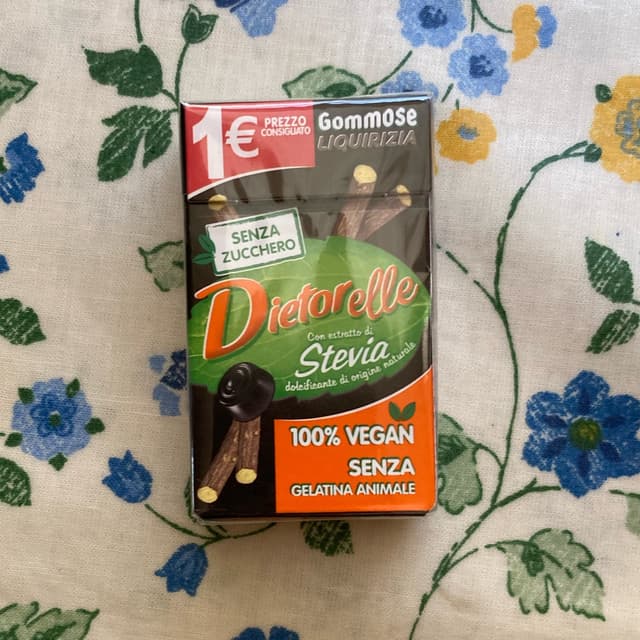 1€ PREZZO
CONSIGLIATO
GommOSe
LIQUIRIZIA
SENZA
ZUCCHERO
Dietorelle
Con estratto di
Stevia
dolcificante di origine naturale
100% VEGAN
SENZA
GELATINA ANIMALE